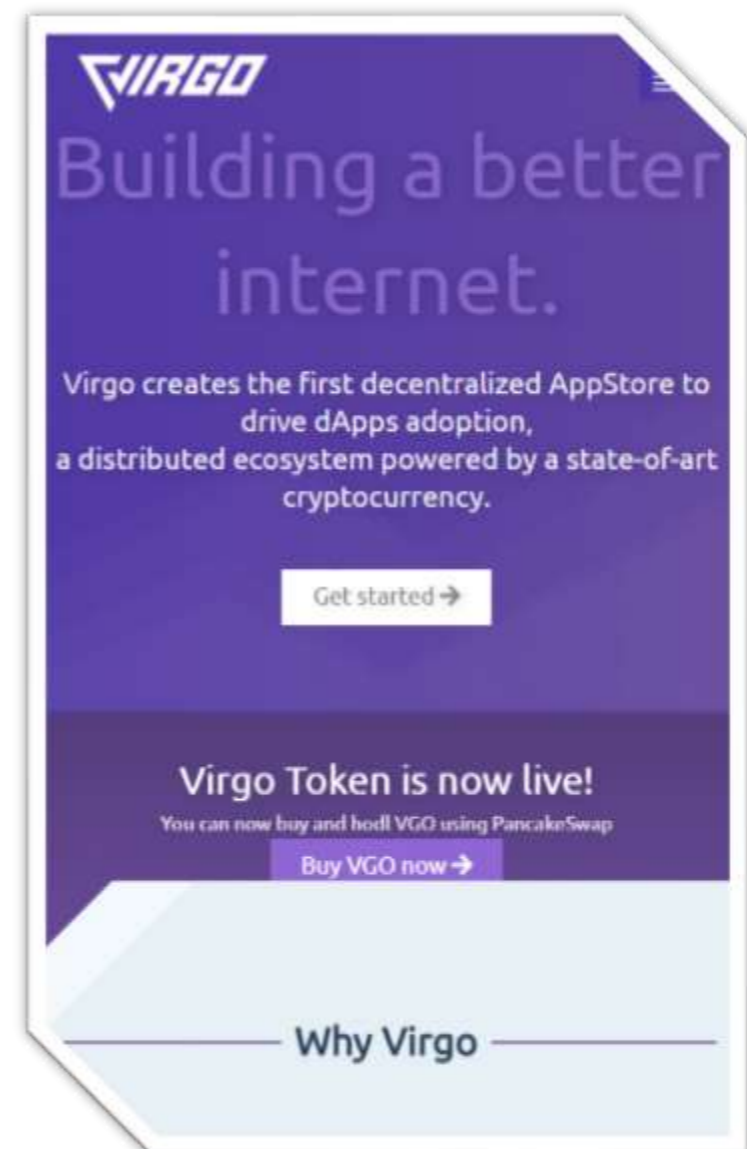 VIRGO
Building a better
internet.
Virgo creates the first decentralized AppStore to
drive dApps adoption,
a distributed ecosystem powered by a state-of-art
cryptocurrency.
Get started →
Virgo Token is now live!
You can now buy and hodl VGO using PancakeSwap
Buy VGO now →
Why Virgo